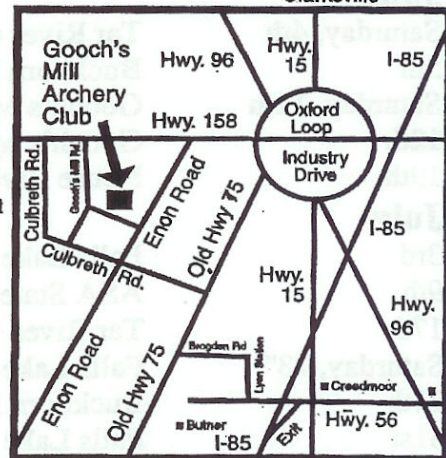 Gooch's
Mill
Archery
Club
Hwy. 96
Hwy.
15
I-85
Hwy. 158
Oxford
Loop
Industry
Drive
Culbreth Rd.
Gooch's Mill Rd.
Enon Road
Old Hwy 75
I-85
Culbreth Rd.
Hwy.
15
Hwy.
96
Enon Road
Old Hwy 75
Brogden Rd
Lyon Station
Creedmoor
Butner
I-85
Exit
Hwy. 56